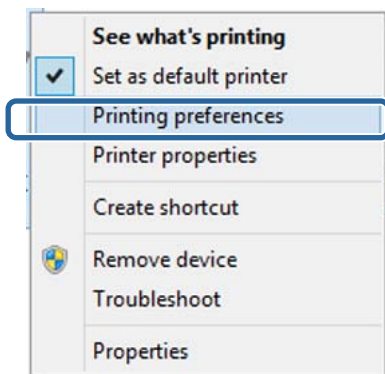 See what's printing
Set as default printer
Printing preferences
Printer properties
Create shortcut
Remove device
Troubleshoot
Properties